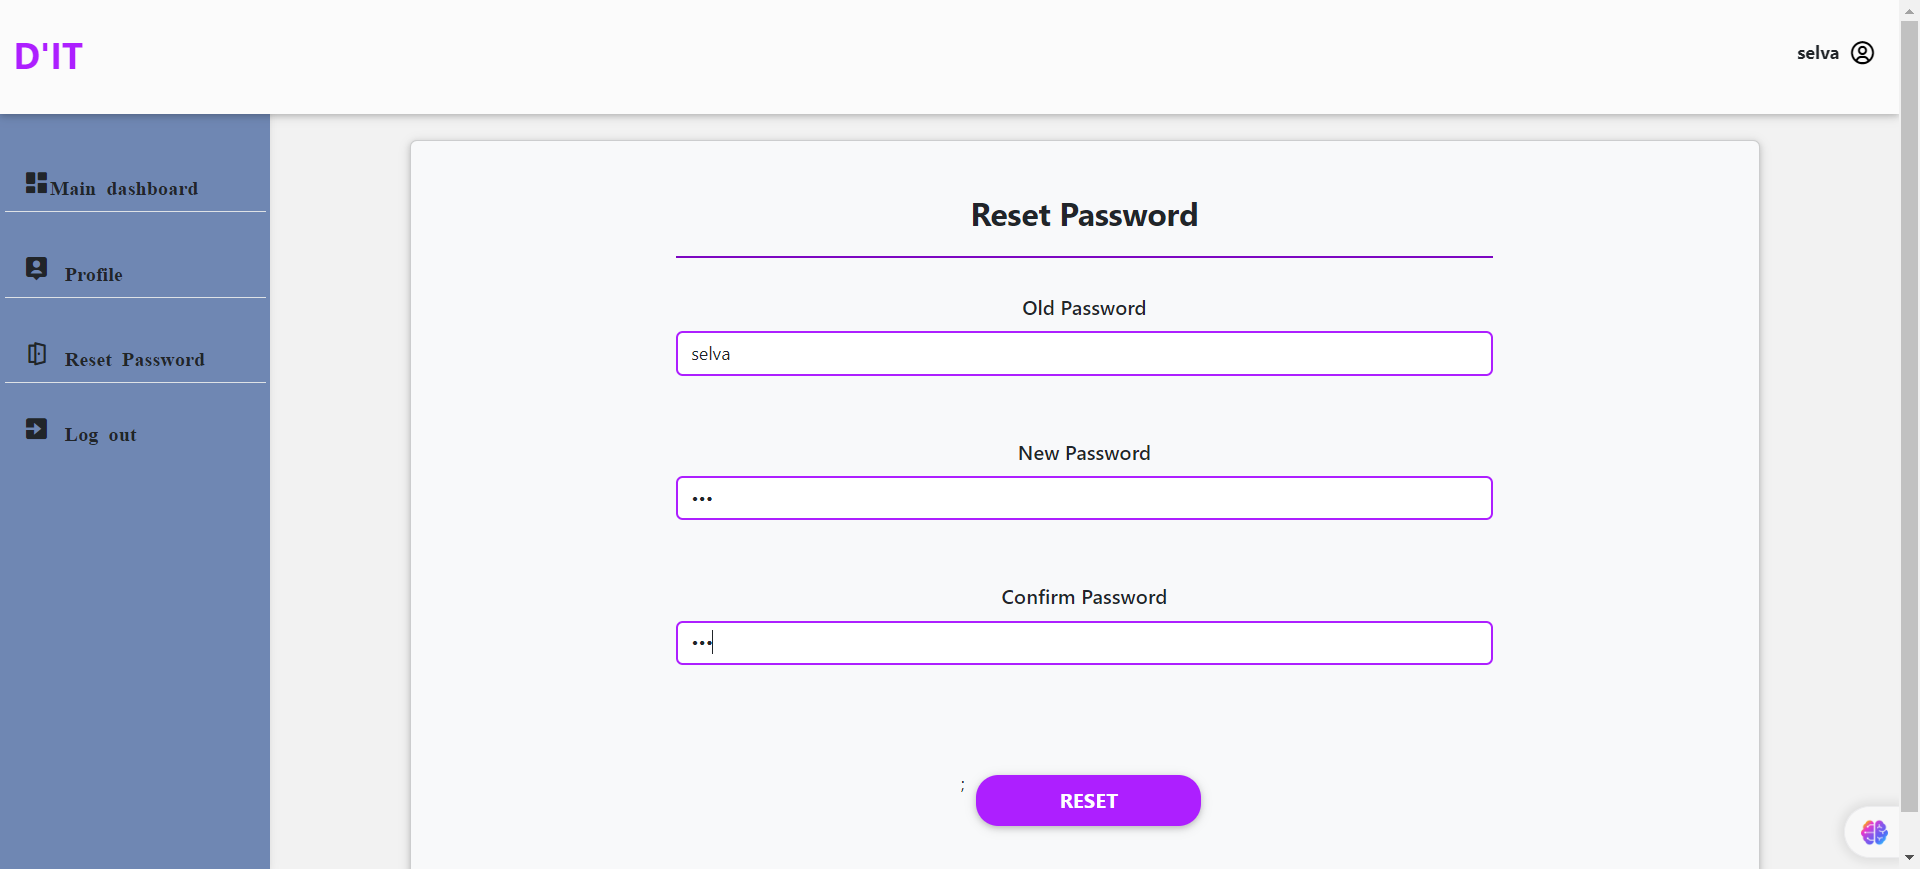 D'IT
selva
Main dashboard
Profile
Reset Password
Log out
Reset Password
Old Password
selva
New Password
•••
Confirm Password
•••
;
RESET